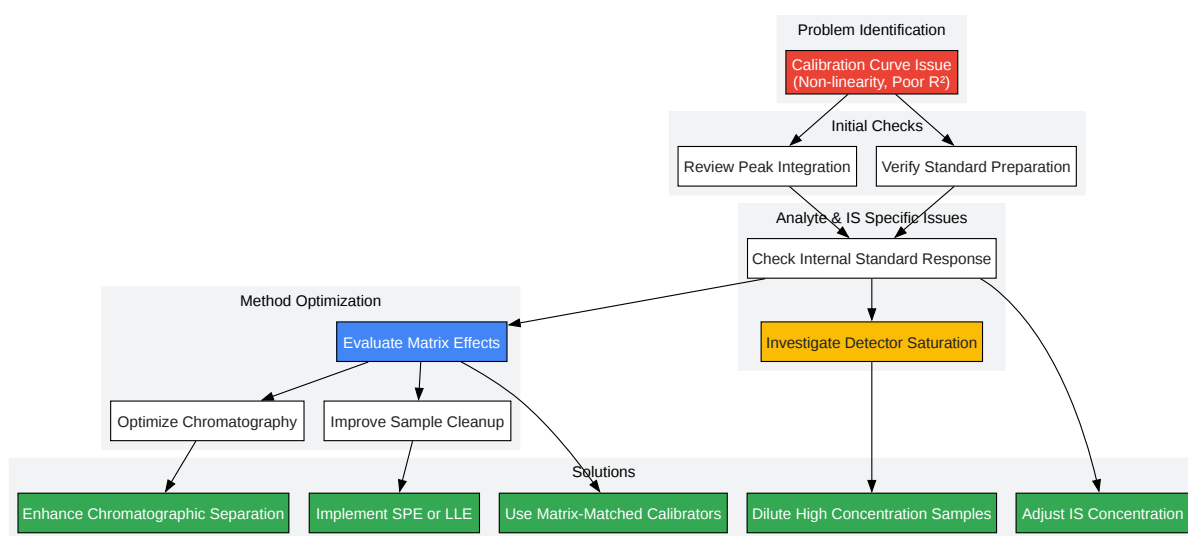 Problem Identification
Calibration Curve Issue
(Non-linearity, Poor R²)
Initial Checks
Review Peak Integration
Verify Standard Preparation
Analyte & IS Specific Issues
Check Internal Standard Response
Method Optimization
Evaluate Matrix Effects
Investigate Detector Saturation
Optimize Chromatography
Improve Sample Cleanup
Solutions
Enhance Chromatographic Separation
Implement SPE or LLE
Use Matrix-Matched Calibrators
Dilute High Concentration Samples
Adjust IS Concentration